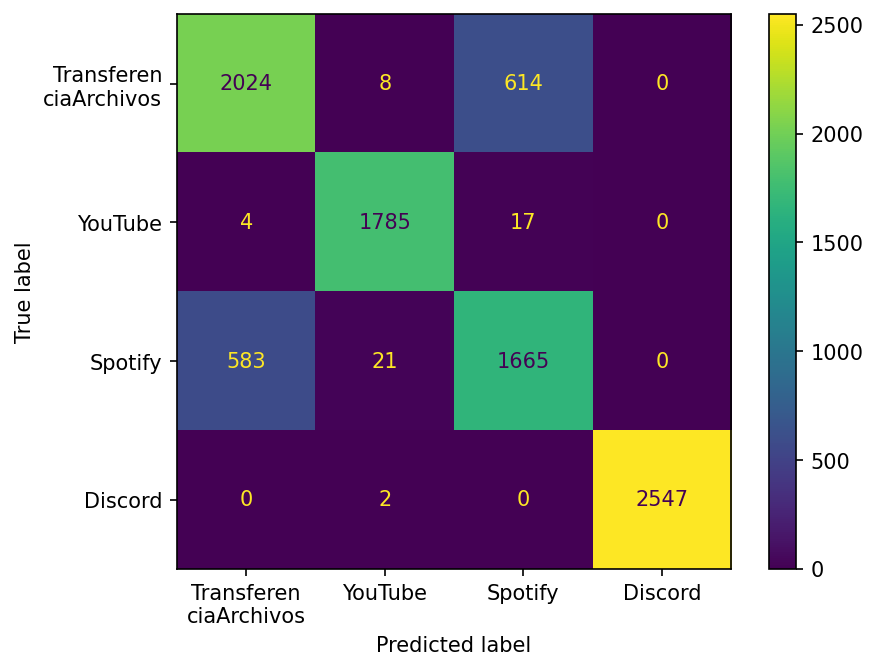 Transferen
ciaArchivos
2024 8 614 0
YouTube
4 1785 17 0
Spotify
583 21 1665 0
Discord
0 2 0 2547
True label
Transferen
ciaArchivos
YouTube
Spotify
Discord
Predicted label
2500
2000
1500
1000
500
0